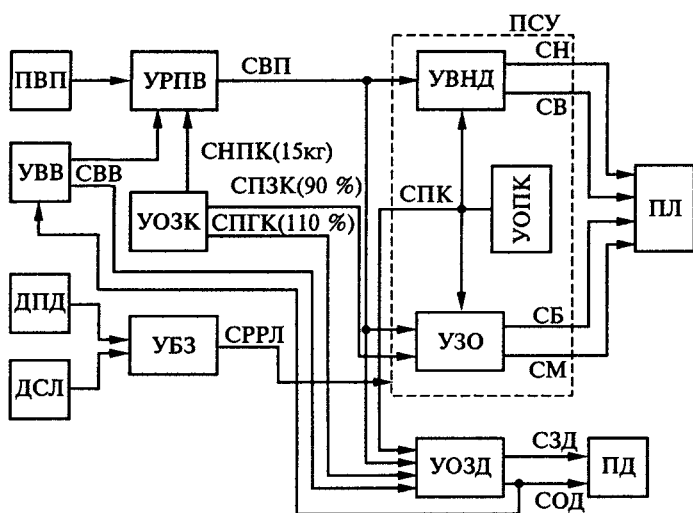 ПСУ
ПВП
УРПВ
СВП
УВНД
СН
СВ
УВВ
СВВ
СНПК(15кг)
СПЗК(90 %)
СПК
УОПК
ПЛ
УОЗК
СПГК(110 %)
ДПД
УБЗ
СРРЛ
УЗО
СБ
СМ
ДСЛ
УОЗД
СЗД
СОД
ПД